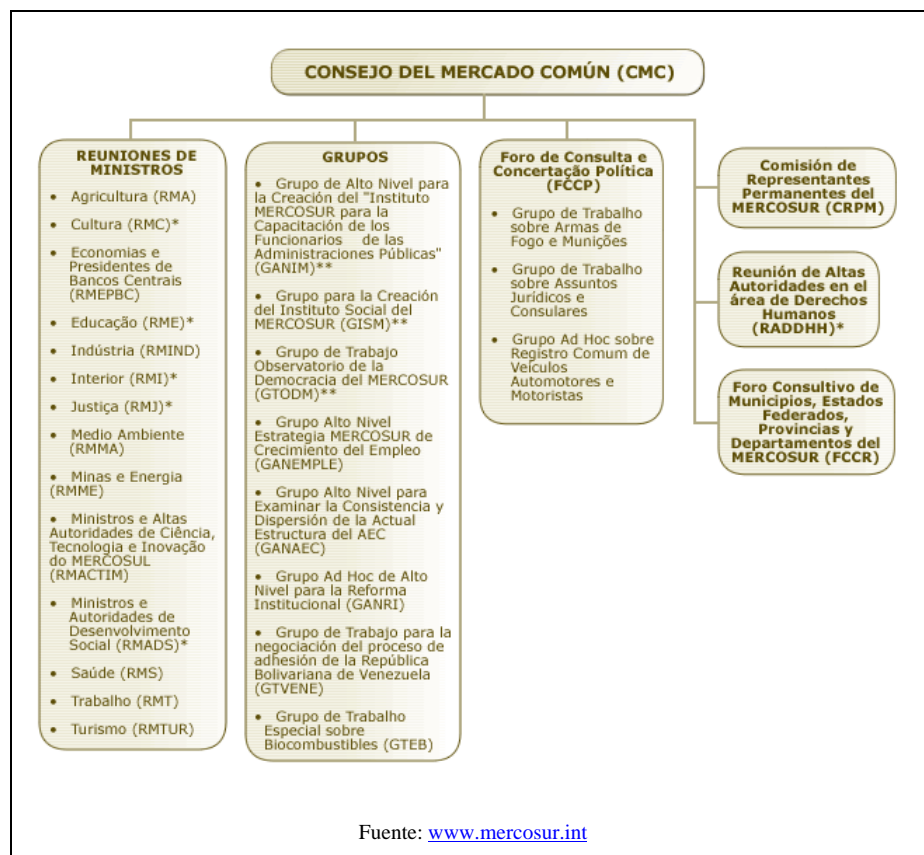 CONSEJO DEL MERCADO COMÚN (CMC)
REUNIONES DE
MINISTROS
• Agricultura (RMA)
• Cultura (RMC)*
• Economias e
Presidentes de
Bancos Centrais
(RMEPBC)
• Educação (RME)*
• Indústria (RMIND)
• Interior (RMI)*
• Justiça (RMJ)*
• Medio Ambiente
(RMMA)
• Minas e Energia
(RMME)
• Ministros e Altas
Autoridades de Ciência,
Tecnologia e Inovação
do MERCOSUL
(RMACTIM)
• Ministros e
Autoridades de
Desenvolvimento
Social (RMADS)*
• Saúde (RMS)
• Trabalho (RMT)
• Turismo (RMTUR)
GRUPOS
• Grupo de Alto Nivel para
la Creación del "Instituto
MERCOSUR para la
Capacitación de los
Funcionarios de las
Administraciones Públicas"
(GANIM)**
• Grupo para la Creación
del Instituto Social del
MERCOSUR (GISM)**
• Grupo de Trabajo
Observatorio de la
Democracia del MERCOSUR
(GTODM)**
• Grupo Alto Nivel
Estrategia MERCOSUR de
Crecimiento del Empleo
(GANEMPLE)
• Grupo Alto Nivel para
Examinar la Consistencia y
Dispersión de la Actual
Estructura del AEC
(GANAEC)
• Grupo Ad Hoc de Alto
Nivel para la Reforma
Institucional (GANRI)
• Grupo de Trabajo para la
negociación del proceso de
adhesión de la República
Bolivariana de Venezuela
(GTVENE)
• Grupo de Trabalho
Especial sobre
Biocombustibles (GTEB)
Foro de Consulta e
Concertação Política
(FCCP)
• Grupo de Trabalho
sobre Armas de
Fogo e Munições
• Grupo de Trabalho
sobre Assuntos
Jurídicos e
Consulares
• Grupo Ad Hoc sobre
Registro Comum de
Veículos
Automotores e
Motoristas
Comisión de
Representantes
Permanentes del
MERCOSUR (CRPM)
Reunión de Altas
Autoridades en el
área de Derechos
Humanos
(RADDHH)*
Foro Consultivo de
Municipios, Estados
Federados,
Provincias y
Departamentos del
MERCOSUR (FCCR)
Fuente: www.mercosur.int